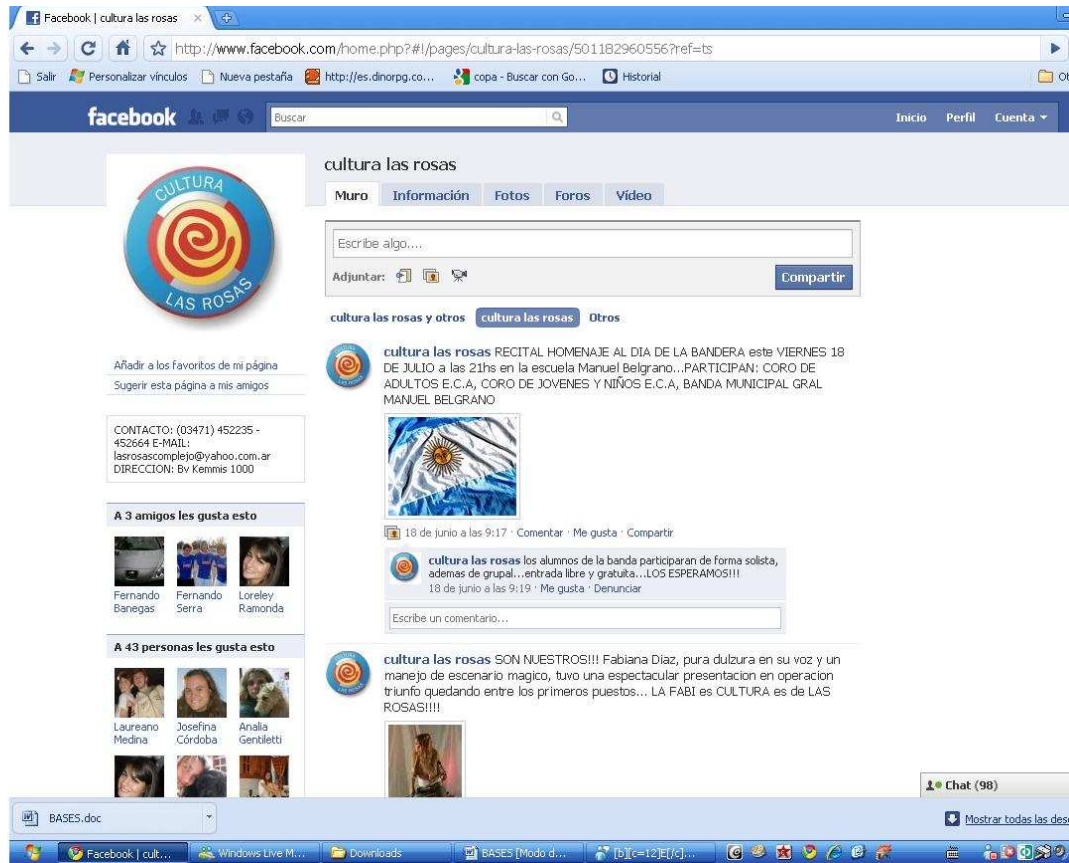 Facebook | cultura las rosas
http://www.facebook.com/home.php?#!/pages/cultura-las-rosas/501182960556?ref=ts
Salir Personalizar vínculos Nueva pestaña http://es.dinorpg.co... copa - Buscar con Go... Historial
facebook Buscar Inicio Perfil Cuenta
CULTURA
LAS ROSAS
cultura las rosas
Muro Información Fotos Foros Vídeo
Escribe algo....
Adjuntar: Compartir
cultura las rosas y otros cultura las rosas Otros
Añadir a los favoritos de mi página
Sugerir esta página a mis amigos
CONTACTO: (03471) 452235 -
452664 E-MAIL:
lasrosascomplejo@yahoo.com.ar
DIRECCION: Bv Kemmis 1000
A 3 amigos les gusta esto
Fernando Banegas
Fernando Serra
Loreley Ramonda
A 43 personas les gusta esto
Laureano Medina
Josefina Córdoba
Analia Gentiletti
cultura las rosas RECITAL HOMENAJE AL DIA DE LA BANDERA este VIERNES 18
DE JULIO a las 21hs en la escuela Manuel Belgrano...PARTICIPAN: CORO DE
ADULTOS E.C.A, CORO DE JOVENES Y NIÑOS E.C.A, BANDA MUNICIPAL GRAL
MANUEL BELGRANO
18 de junio a las 9:17 · Comentar · Me gusta · Compartir
cultura las rosas los alumnos de la banda participaran de forma solista,
ademas de grupal...entrada libre y gratuita...LOS ESPERAMOS!!!
18 de junio a las 9:19 · Me gusta · Denunciar
Escribe un comentario...
cultura las rosas SON NUESTROS!!! Fabiana Diaz, pura dulzura en su voz y un
manejo de escenario magico, tuvo una espectacular presentacion en operacion
triunfo quedando entre los primeros puestos... LA FABI es CULTURA es de LAS
ROSAS!!!!
Chat (98)
BASES.doc Mostrar todas las
Facebook | cult... Windows Live M... Downloads BASES [Modo d... [b][c=12]E[/c]...